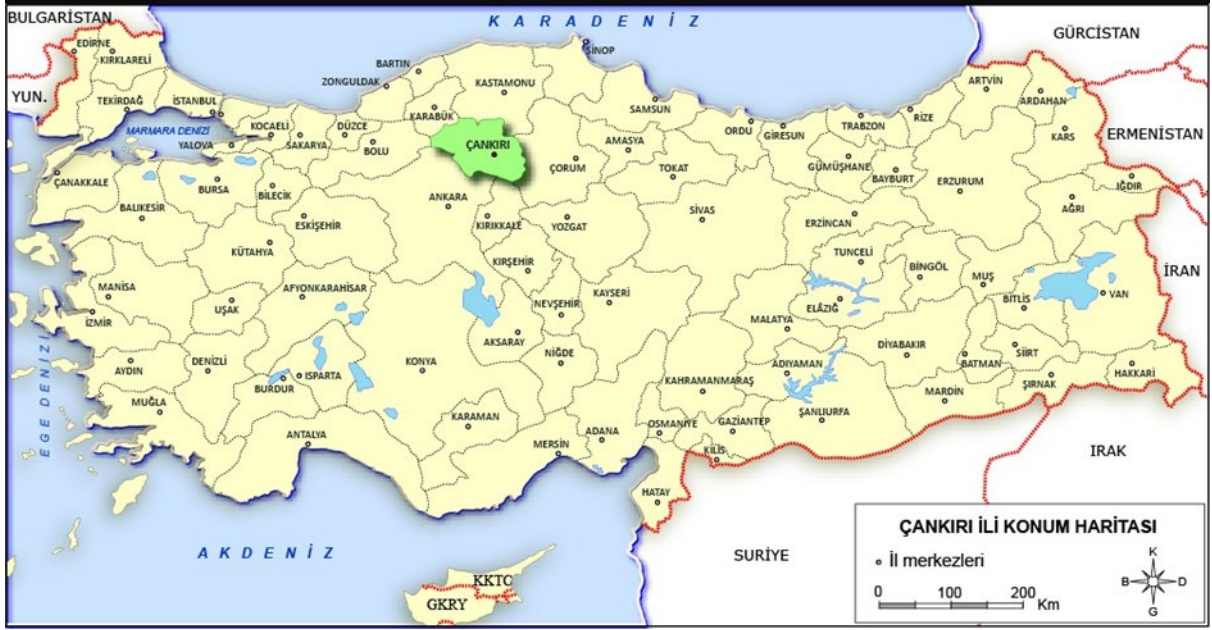 BULGARİSTAN
KARADENİZ
GÜRCİSTAN
EDİRNE
KIRKLARELİ
SİNOP
BARTIN
KASTAMONU
ZONGULDAK
ARTVİN
ARDAHAN
YUN.
TEKİRDAĞ
İSTANBUL
KARABÜK
SAMSUN
ORDU
GİRESUN
TRABZON
RİZE
KARS
ERMENİSTAN
MARMARA DENİZİ
KOCAELİ
YALOVA
SAKARYA
DÜZCE
BOLU
ÇANKIRI
AMASYA
ÇORUM
TOKAT
GÜMÜŞHANE
BAYBURT
ERZURUM
IĞDIR
ÇANAKKALE
BURSA
BİLECİK
BALIKESİR
ANKARA
KIRIKKALE
YOZGAT
SİVAS
ERZİNCAN
AĞRI
ESKİŞEHİR
KÜTAHYA
KIRŞEHİR
TUNCELİ
BİNGÖL
MUŞ
İRAN
MANİSA
UŞAK
AFYONKARAHİSAR
NEVŞEHİR
KAYSERİ
ELÂZIĞ
BİTLİS
VAN
İZMİR
AKSARAY
MALATYA
EGE DENİZİ
AYDIN
DENİZLİ
BURDUR
ISPARTA
KONYA
NİĞDE
KAHRAMANMARAŞ
ADIYAMAN
DİYABAKIR
BATMAN
SİİRT
ŞIRNAK
HAKKARİ
MUĞLA
ANTALYA
KARAMAN
MERSİN
ADANA
OSMANİYE
GAZİANTEP
KİLİS
ŞANLIURFA
MARDİN
HATAY
IRAK
AKDENİZ
SURİYE
KKTC
GKRY
ÇANKIRI İLİ KONUM HARİTASI
İl merkezleri
0 100 200
Km
K
B D
G